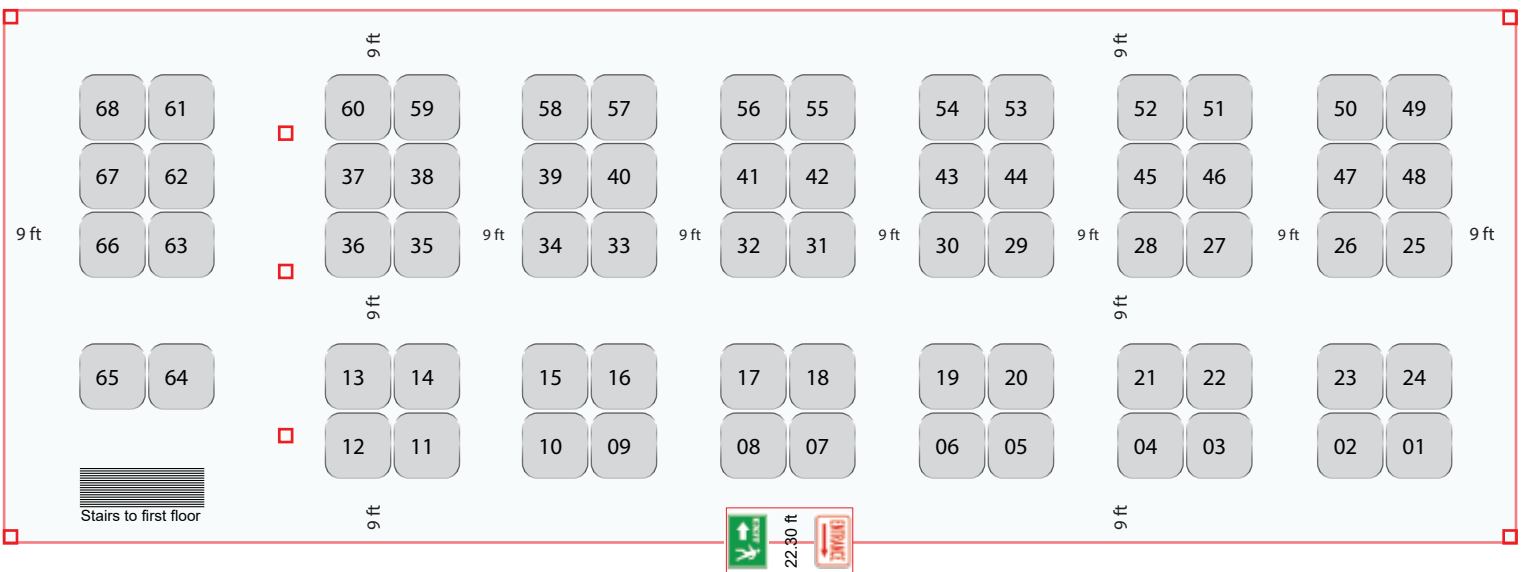 9 ft 9 ft
68 61 60 59 58 57 56 55 54 53 52 51 50 49
67 62 37 38 39 40 41 42 43 44 45 46 47 48
9 ft 9 ft 9 ft 9 ft 9 ft 9 ft 9 ft
66 63 36 35 34 33 32 31 30 29 28 27 26 25
9 ft 9 ft
65 64 13 14 15 16 17 18 19 20 21 22 23 24
12 11 10 09 08 07 06 05 04 03 02 01
Stairs to first floor
9 ft 9 ft
22.30 ft
ENTRANCE